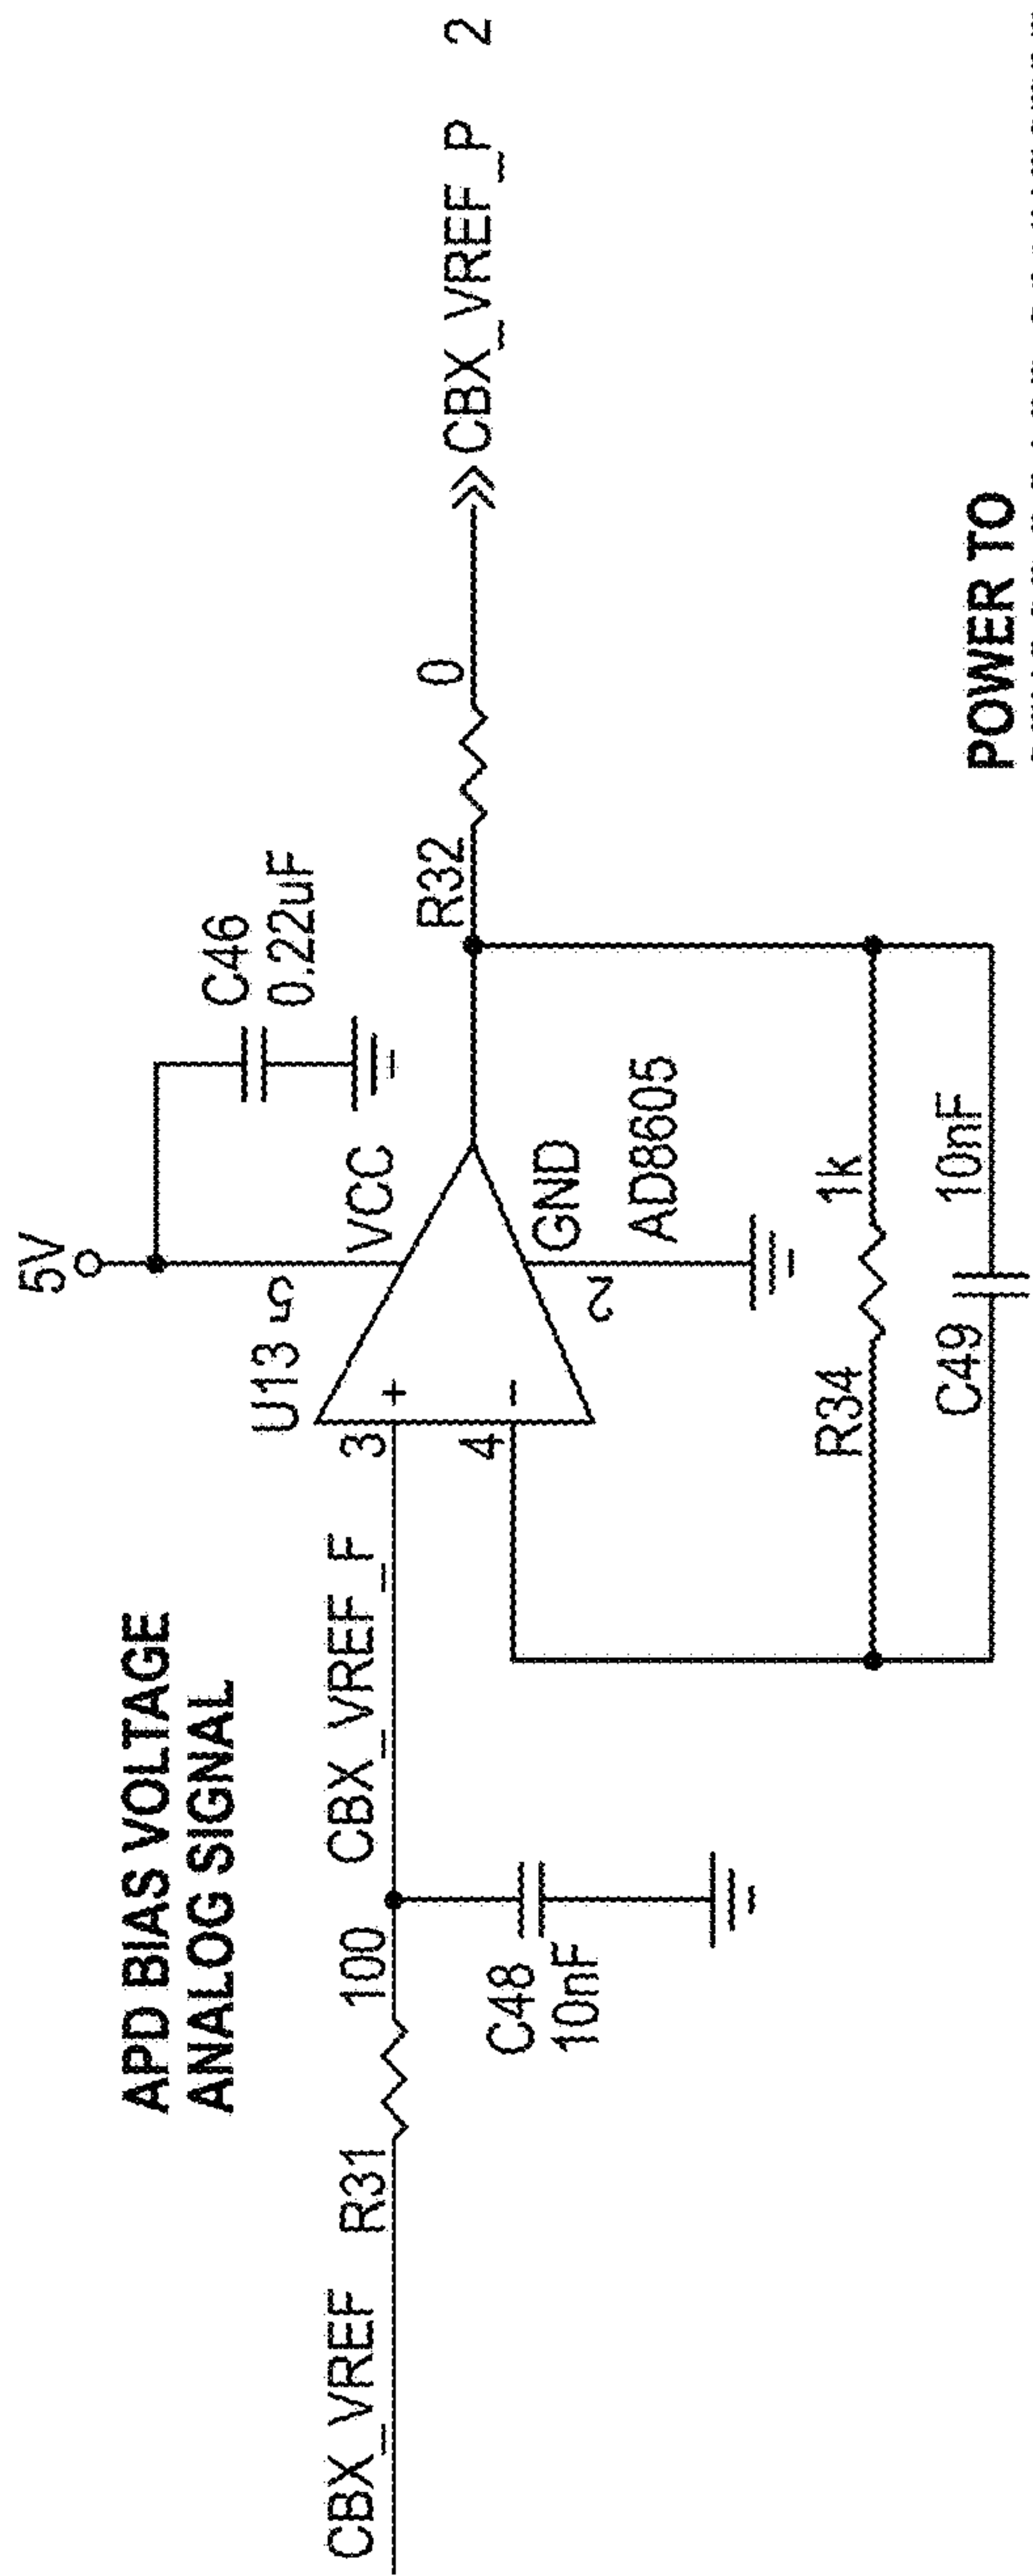 APD BIAS VOLTAGE
ANALOG SIGNAL
5V
C46
0.22uF
U13
5
VCC
CBX_VREF
R31
100
CBX_VREF_F
3
+
4
-
GND
2
AD8605
R32
0
CBX_VREF_P 2
C48
10nF
R34
1k
C49
10nF
POWER TO